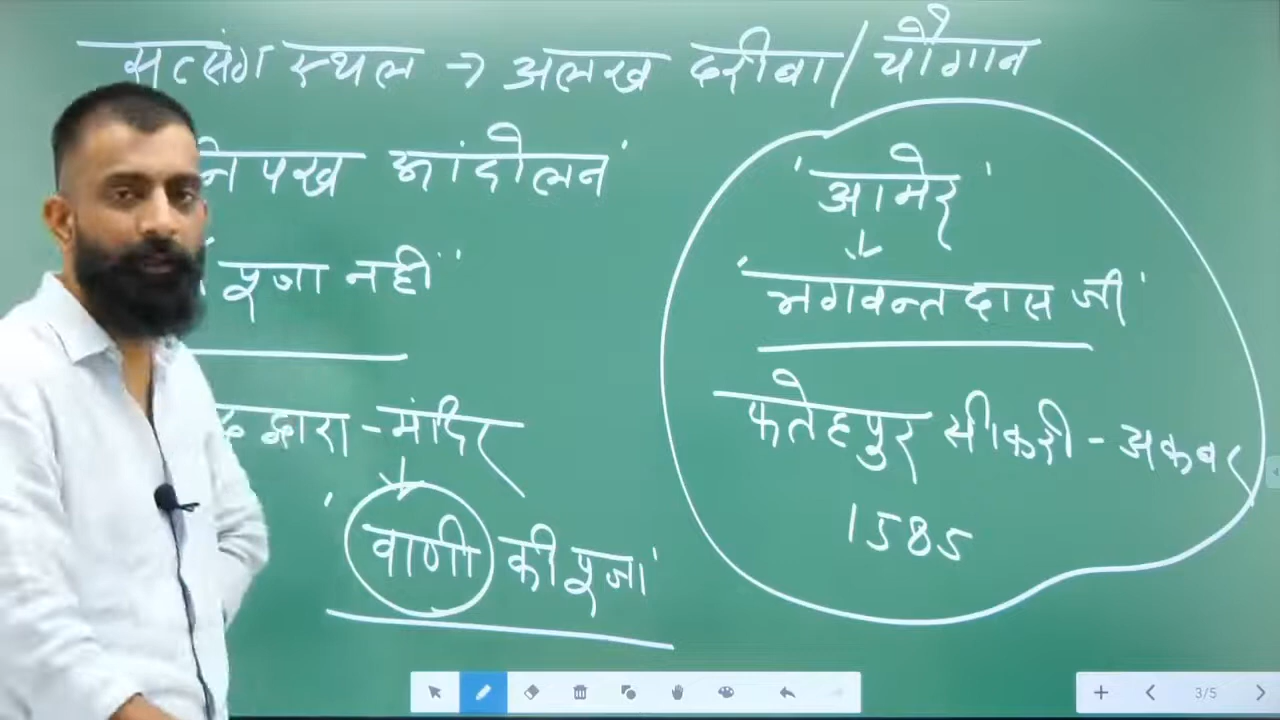 सत्संग स्थल → अलख दरीबा / चौगान
निपख आंदोलन'
पूजा नहीं''
द्वारा - मंदिर
↓
' वाणी की पूजा'
'आमेर'
↓
'भगवन्त दास जी'
फतेहपुर सीकरी - अकबर
1585
3/5